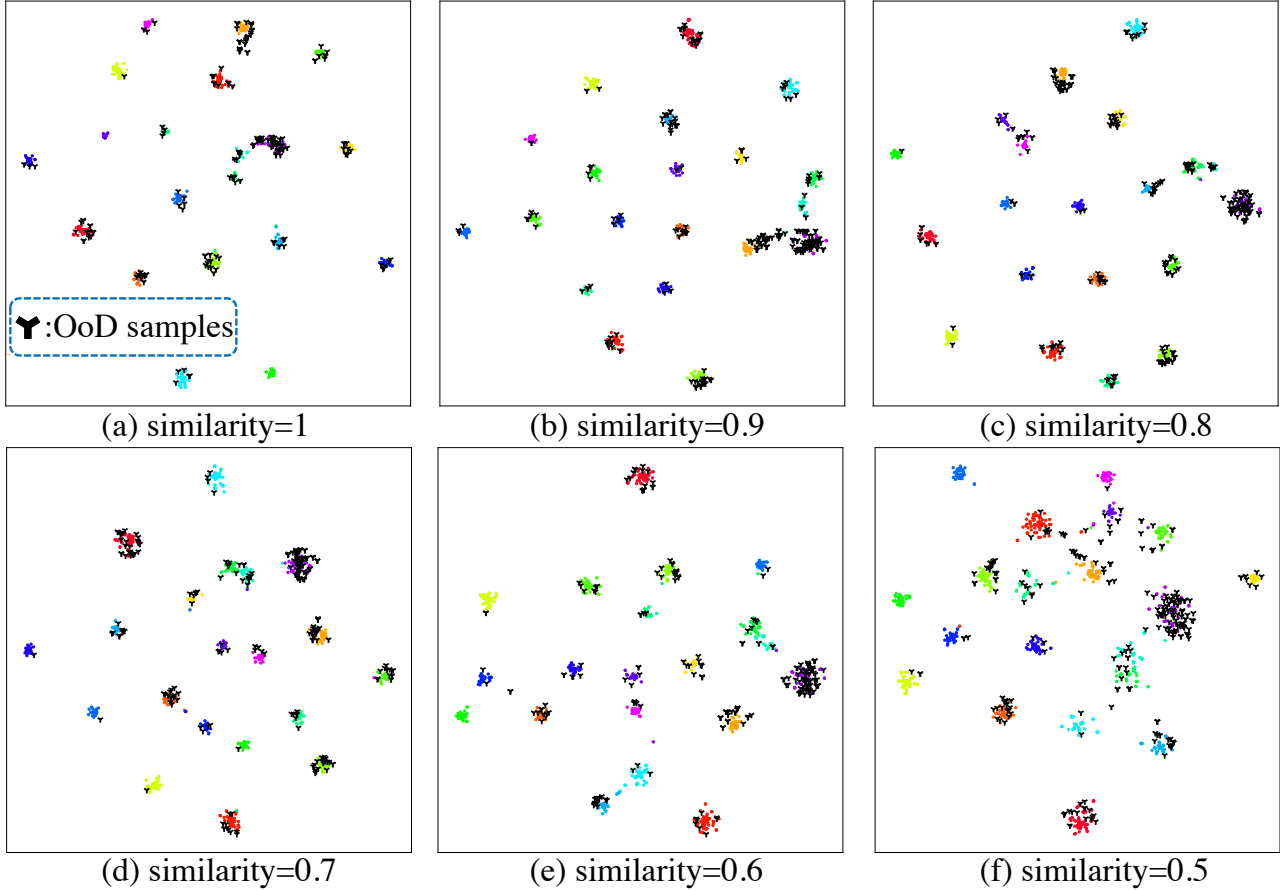 :OoD samples
(a) similarity=1
(b) similarity=0.9
(c) similarity=0.8
(d) similarity=0.7
(e) similarity=0.6
(f) similarity=0.5